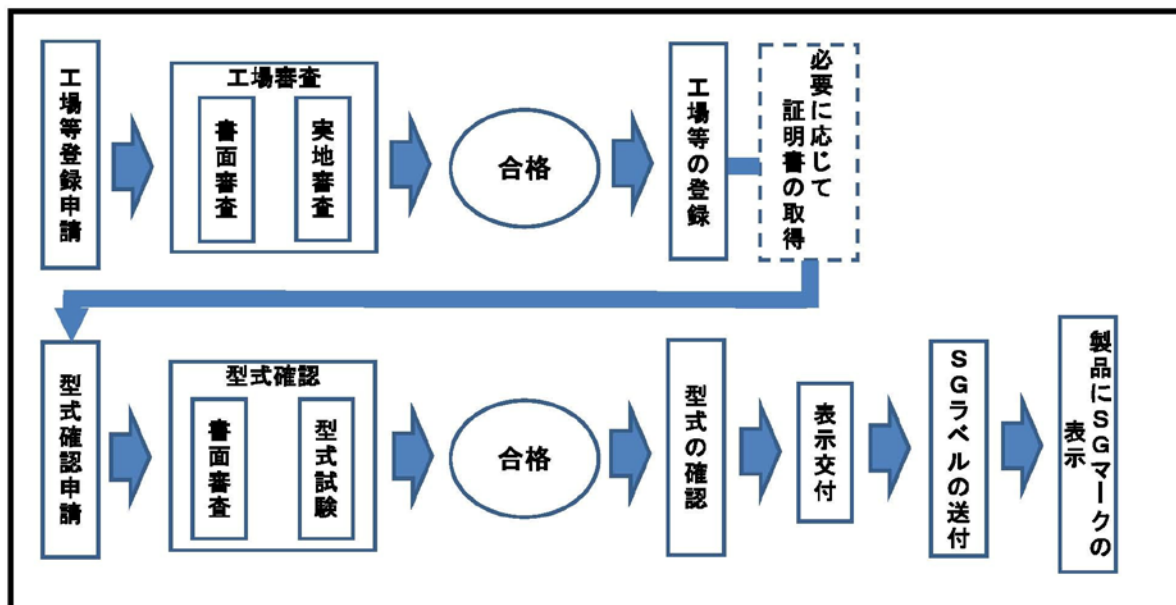 工場等登録申請
工場審査
書面審査
実地審査
合格
工場等の登録
必要に応じて
証明書の取得
型式確認申請
型式確認
書面審査
型式試験
合格
型式の確認
表示交付
SGラベルの送付
製品にSGマークの
表示